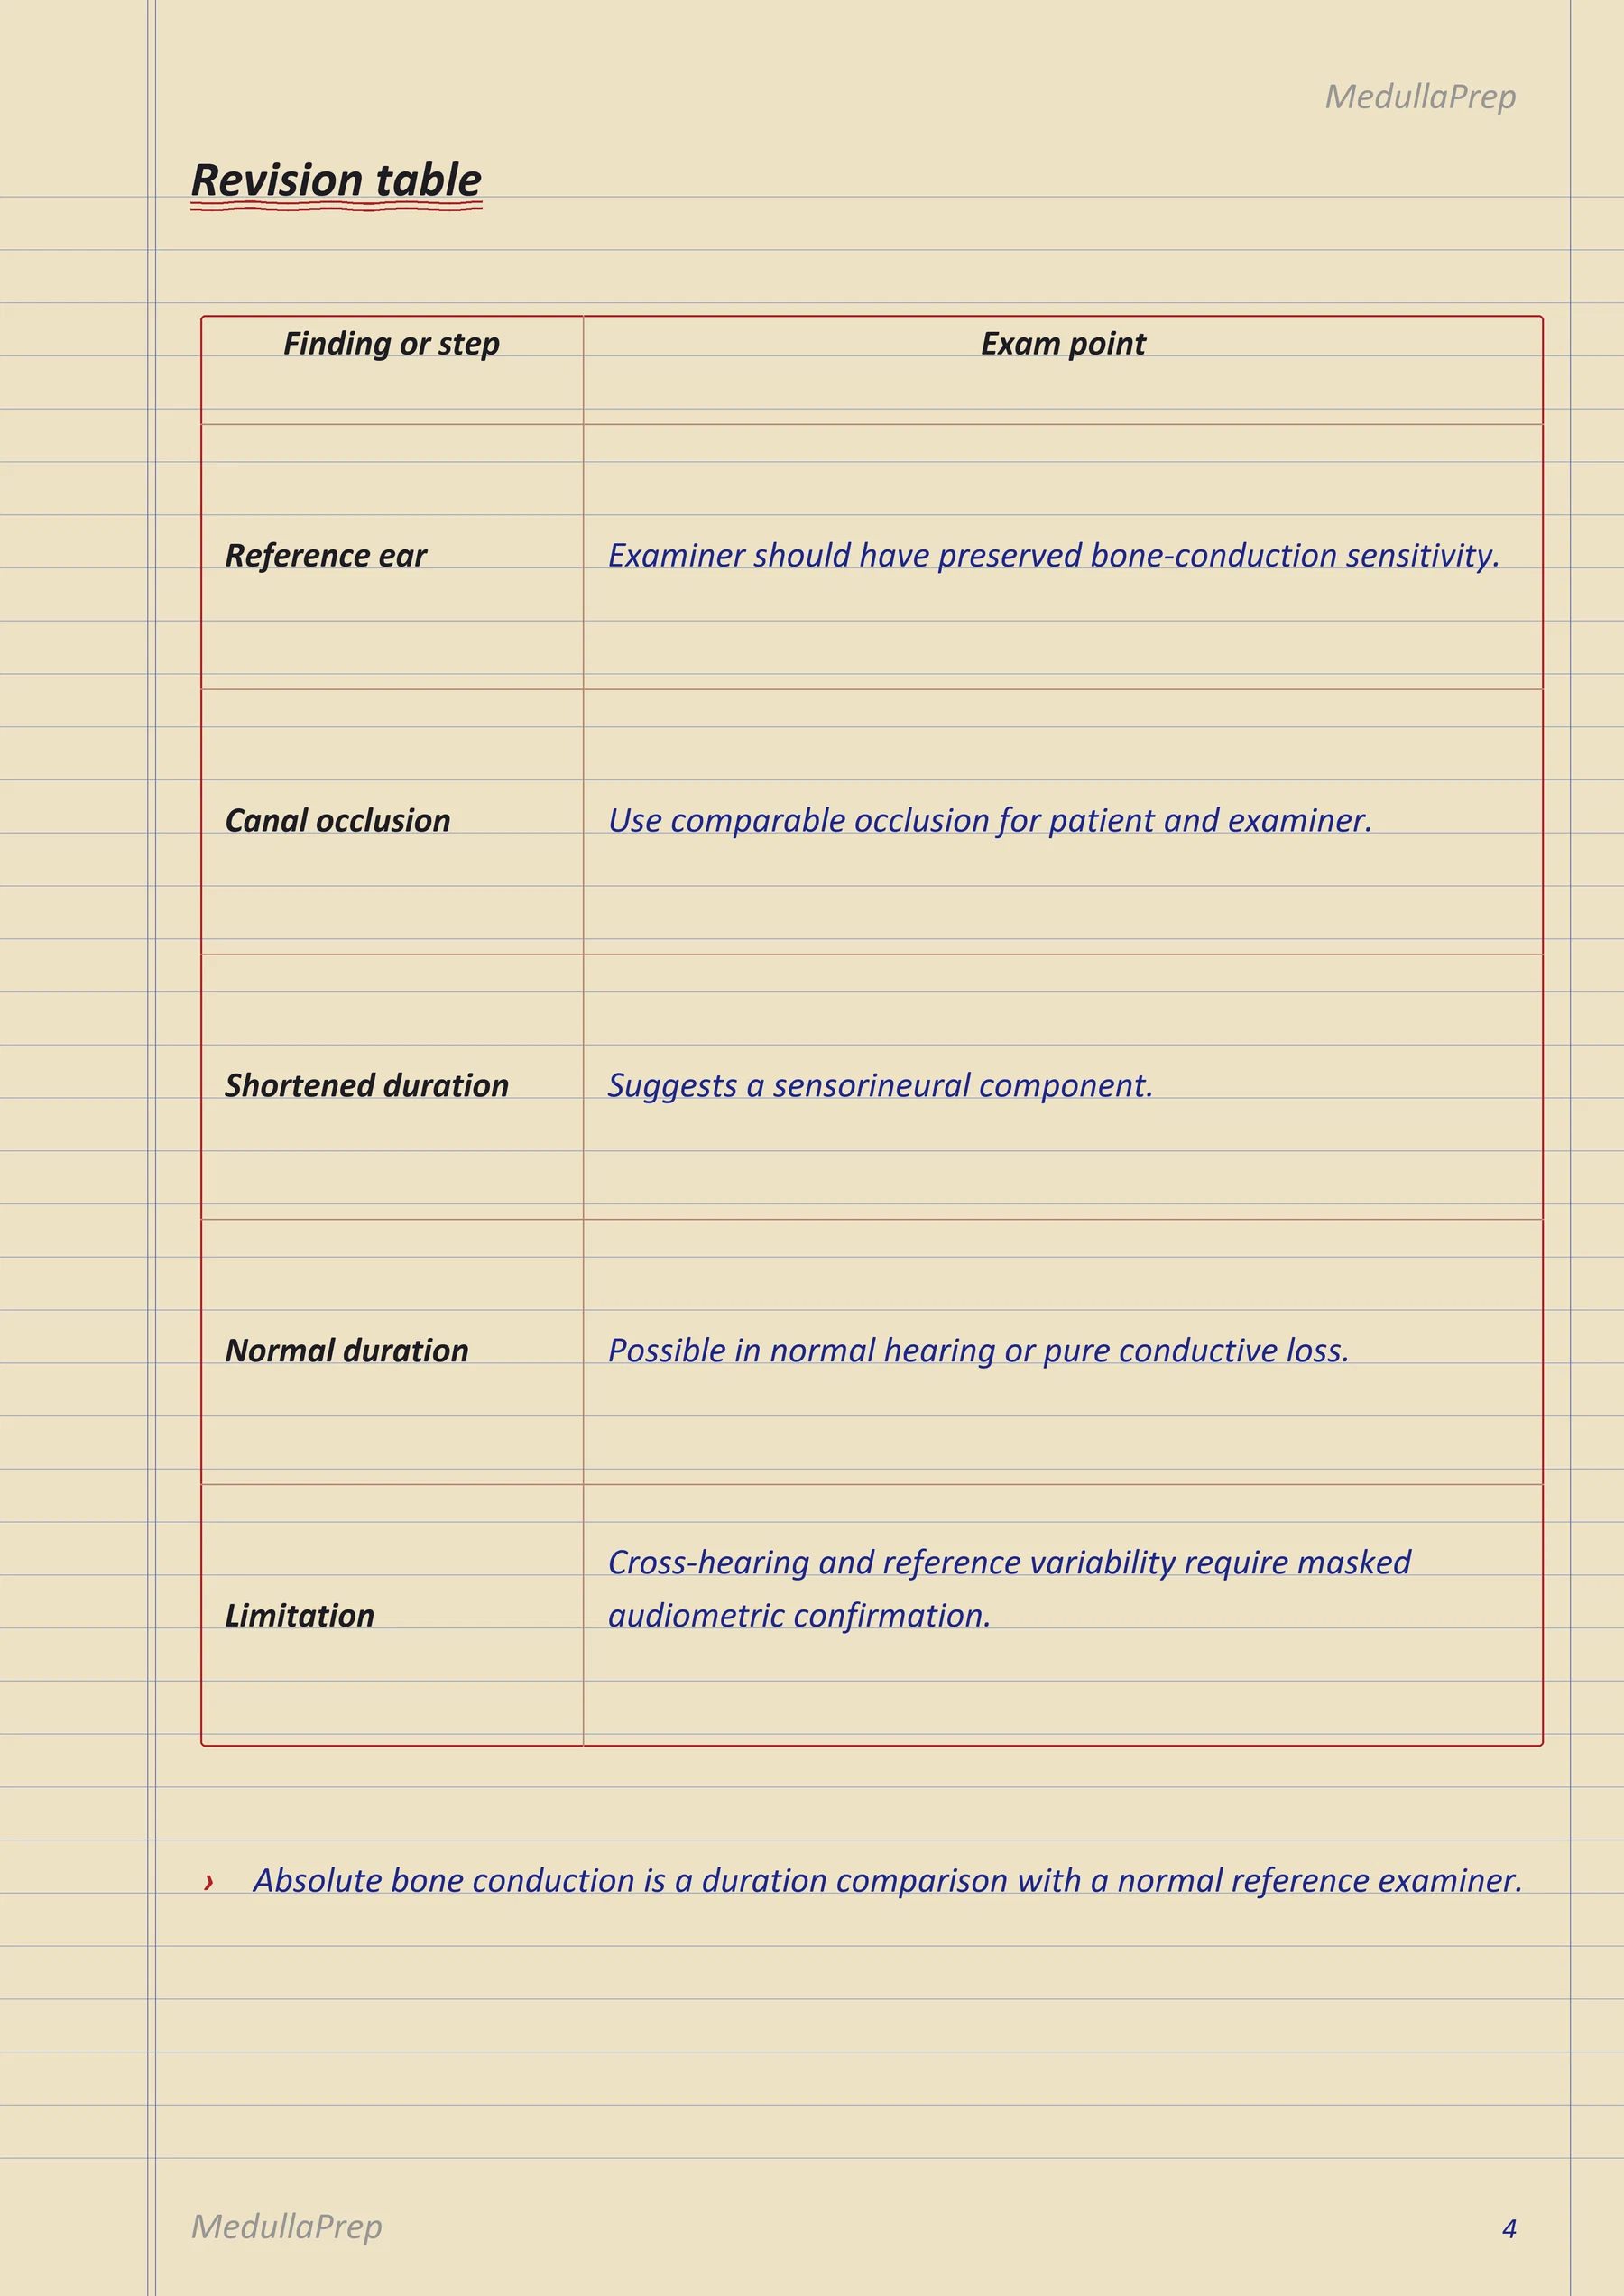 MedullaPrep
Revision table
Finding or step
Exam point
Reference ear
Examiner should have preserved bone-conduction sensitivity.
Canal occlusion
Use comparable occlusion for patient and examiner.
Shortened duration
Suggests a sensorineural component.
Normal duration
Possible in normal hearing or pure conductive loss.
Limitation
Cross-hearing and reference variability require masked
audiometric confirmation.
› Absolute bone conduction is a duration comparison with a normal reference examiner.
MedullaPrep
4